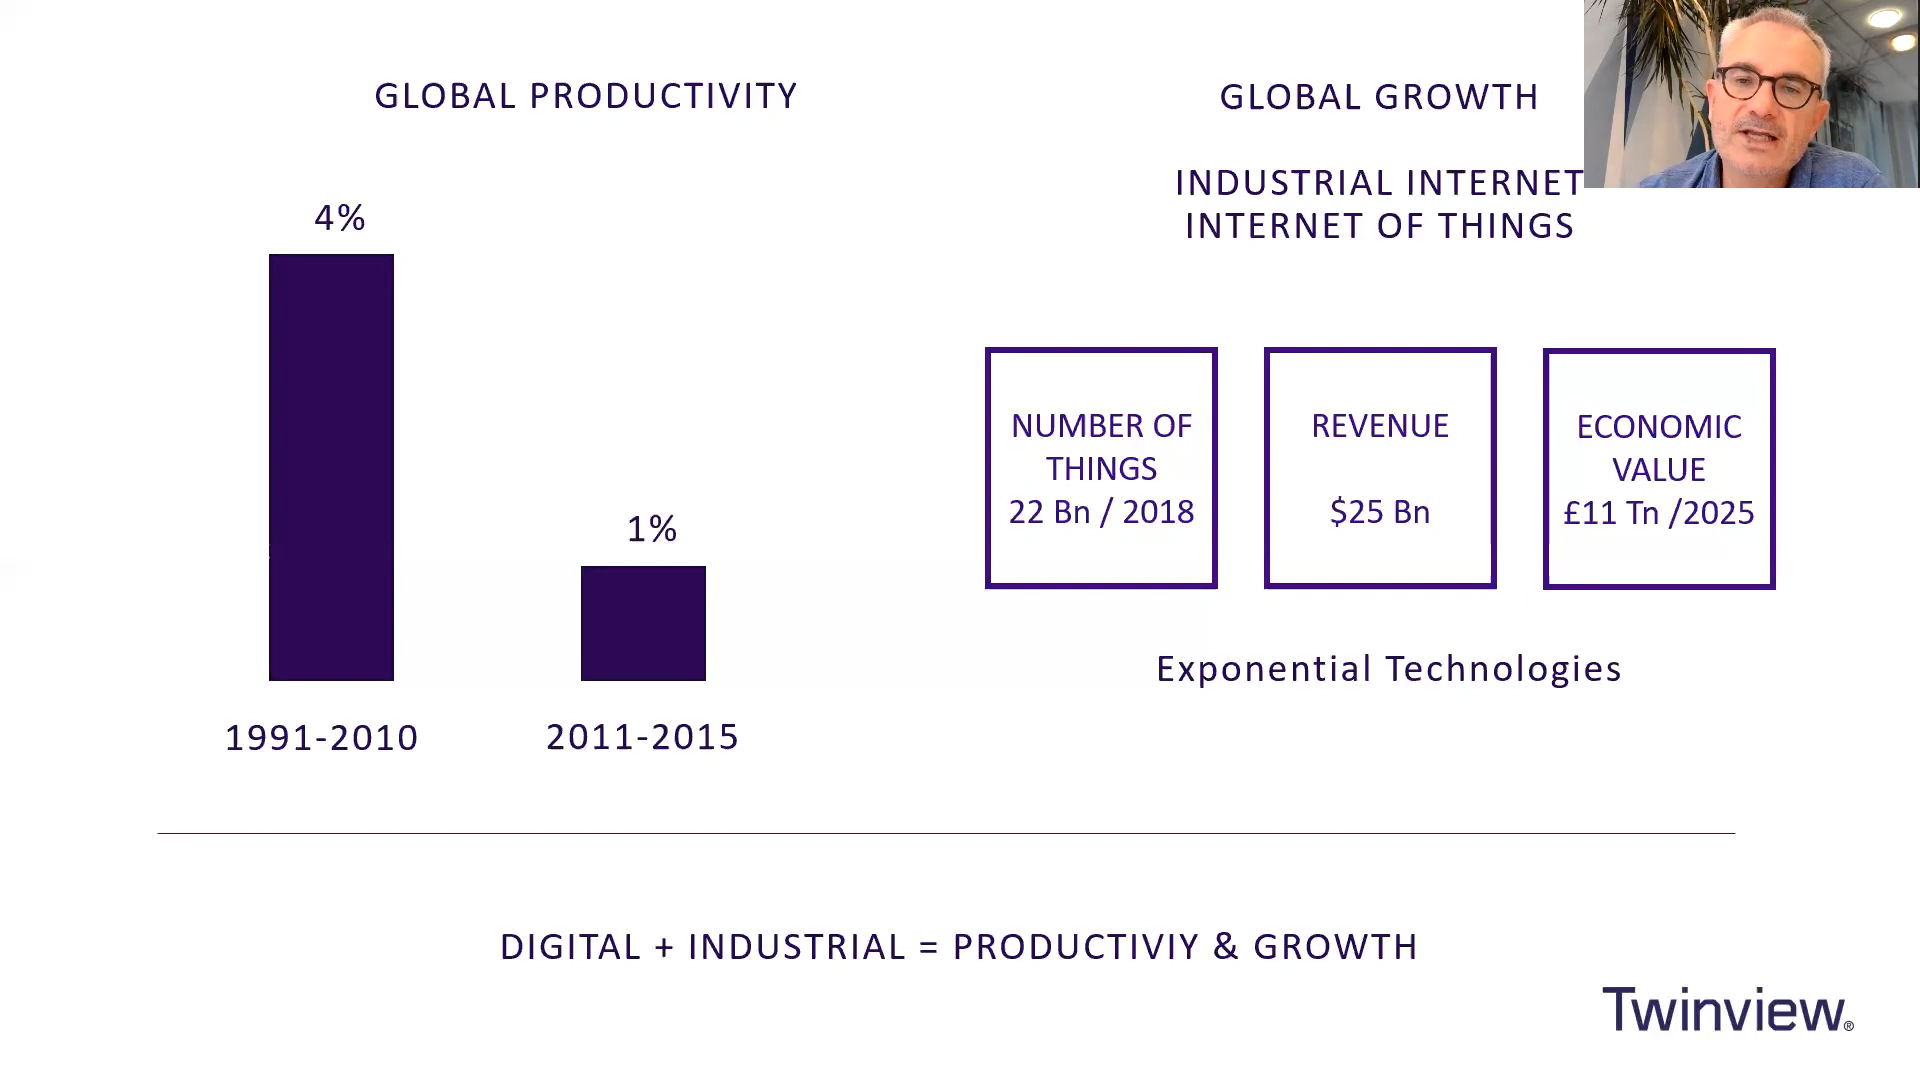 GLOBAL PRODUCTIVITY
4%
1%
1991-2010
2011-2015
GLOBAL GROWTH
INDUSTRIAL INTERNET
INTERNET OF THINGS
NUMBER OF
THINGS
22 Bn / 2018
REVENUE
$25 Bn
ECONOMIC
VALUE
£11 Tn /2025
Exponential Technologies
DIGITAL + INDUSTRIAL = PRODUCTIVIY & GROWTH
Twinview®